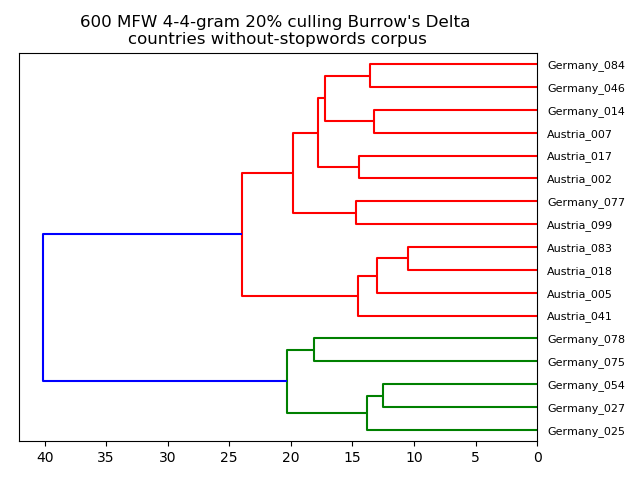 600 MFW 4-4-gram 20% culling Burrow's Delta
countries without-stopwords corpus
Germany_084
Germany_046
Germany_014
Austria_007
Austria_017
Austria_002
Germany_077
Austria_099
Austria_083
Austria_018
Austria_005
Austria_041
Germany_078
Germany_075
Germany_054
Germany_027
Germany_025
40 35 30 25 20 15 10 5 0